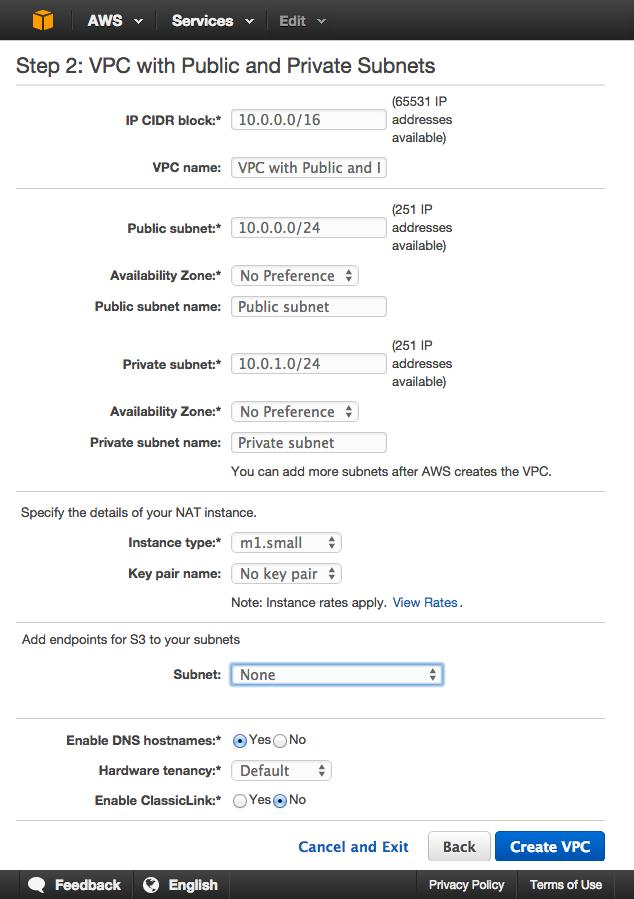 AWS Services Edit
Step 2: VPC with Public and Private Subnets
IP CIDR block:* 10.0.0.0/16 (65531 IP
addresses
available)
VPC name: VPC with Public and
Public subnet:* 10.0.0.0/24 (251 IP
addresses
available)
Availability Zone:* No Preference
Public subnet name: Public subnet
Private subnet:* 10.0.1.0/24 (251 IP
addresses
available)
Availability Zone:* No Preference
Private subnet name: Private subnet
You can add more subnets after AWS creates the VPC.
Specify the details of your NAT instance.
Instance type:* m1.small
Key pair name: No key pair
Note: Instance rates apply. View Rates.
Add endpoints for S3 to your subnets
Subnet: None
Enable DNS hostnames:* Yes No
Hardware tenancy:* Default
Enable ClassicLink:* Yes No
Cancel and Exit Back Create VPC
Feedback English Privacy Policy Terms of Use